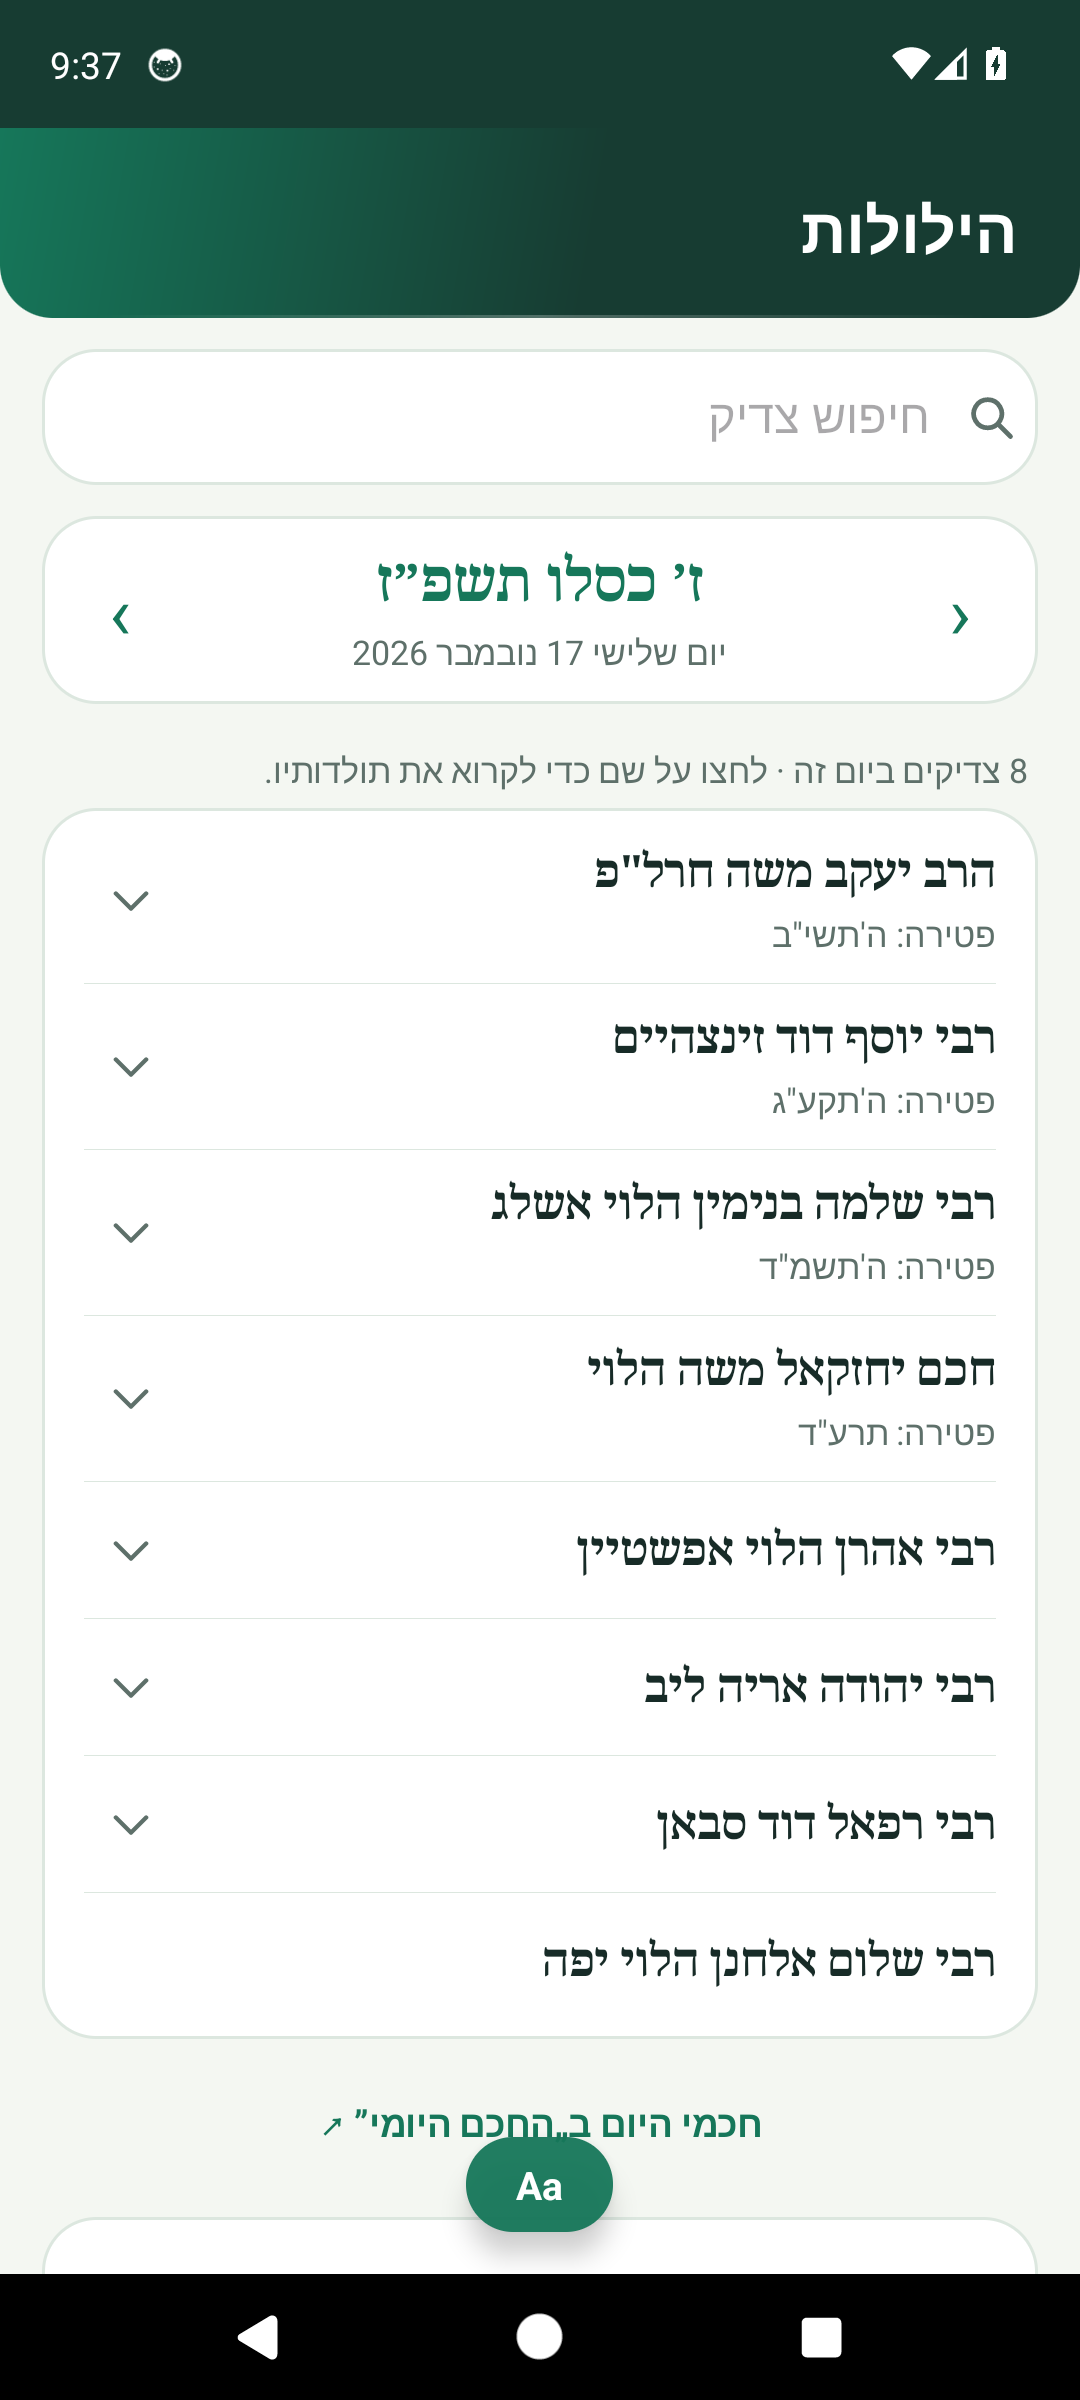 9:37
הילולות
חיפוש צדיק
ז׳ כסלו תשפ״ז
יום שלישי 17 נובמבר 2026
8 צדיקים ביום זה · לחצו על שם כדי לקרוא את תולדותיו.
הרב יעקב משה חרל"פ
פטירה: ה'תשי"ב
רבי יוסף דוד זינצהיים
פטירה: ה'תקע"ג
רבי שלמה בנימין הלוי אשלג
פטירה: ה'תשמ"ד
חכם יחזקאל משה הלוי
פטירה: תרע"ד
רבי אהרן הלוי אפשטיין
רבי יהודה אריה ליב
רבי רפאל דוד סבאן
רבי שלום אלחנן הלוי יפה
חכמי היום ב„החכם היומי” ↗
Aa